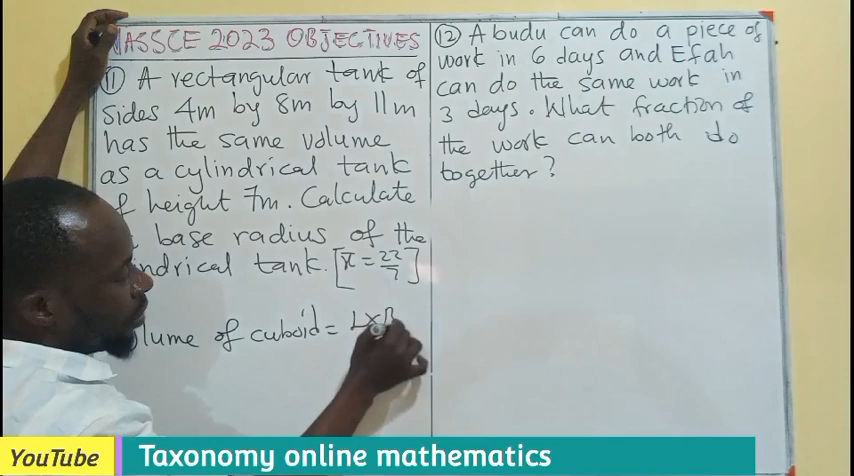 WASSCE 2023 OBJECTIVES
⑪ A rectangular tank of
sides 4m by 8m by 11m
has the same volume
as a cylindrical tank
of height 7m. Calculate
base radius of the
indrical tank. [π = 22/7]
lume of cuboid = L×B
⑫ Abudu can do a piece of
work in 6 days and Efah
can do the same work in
3 days. What fraction of
the work can both do
together?
YouTube
Taxonomy online mathematics